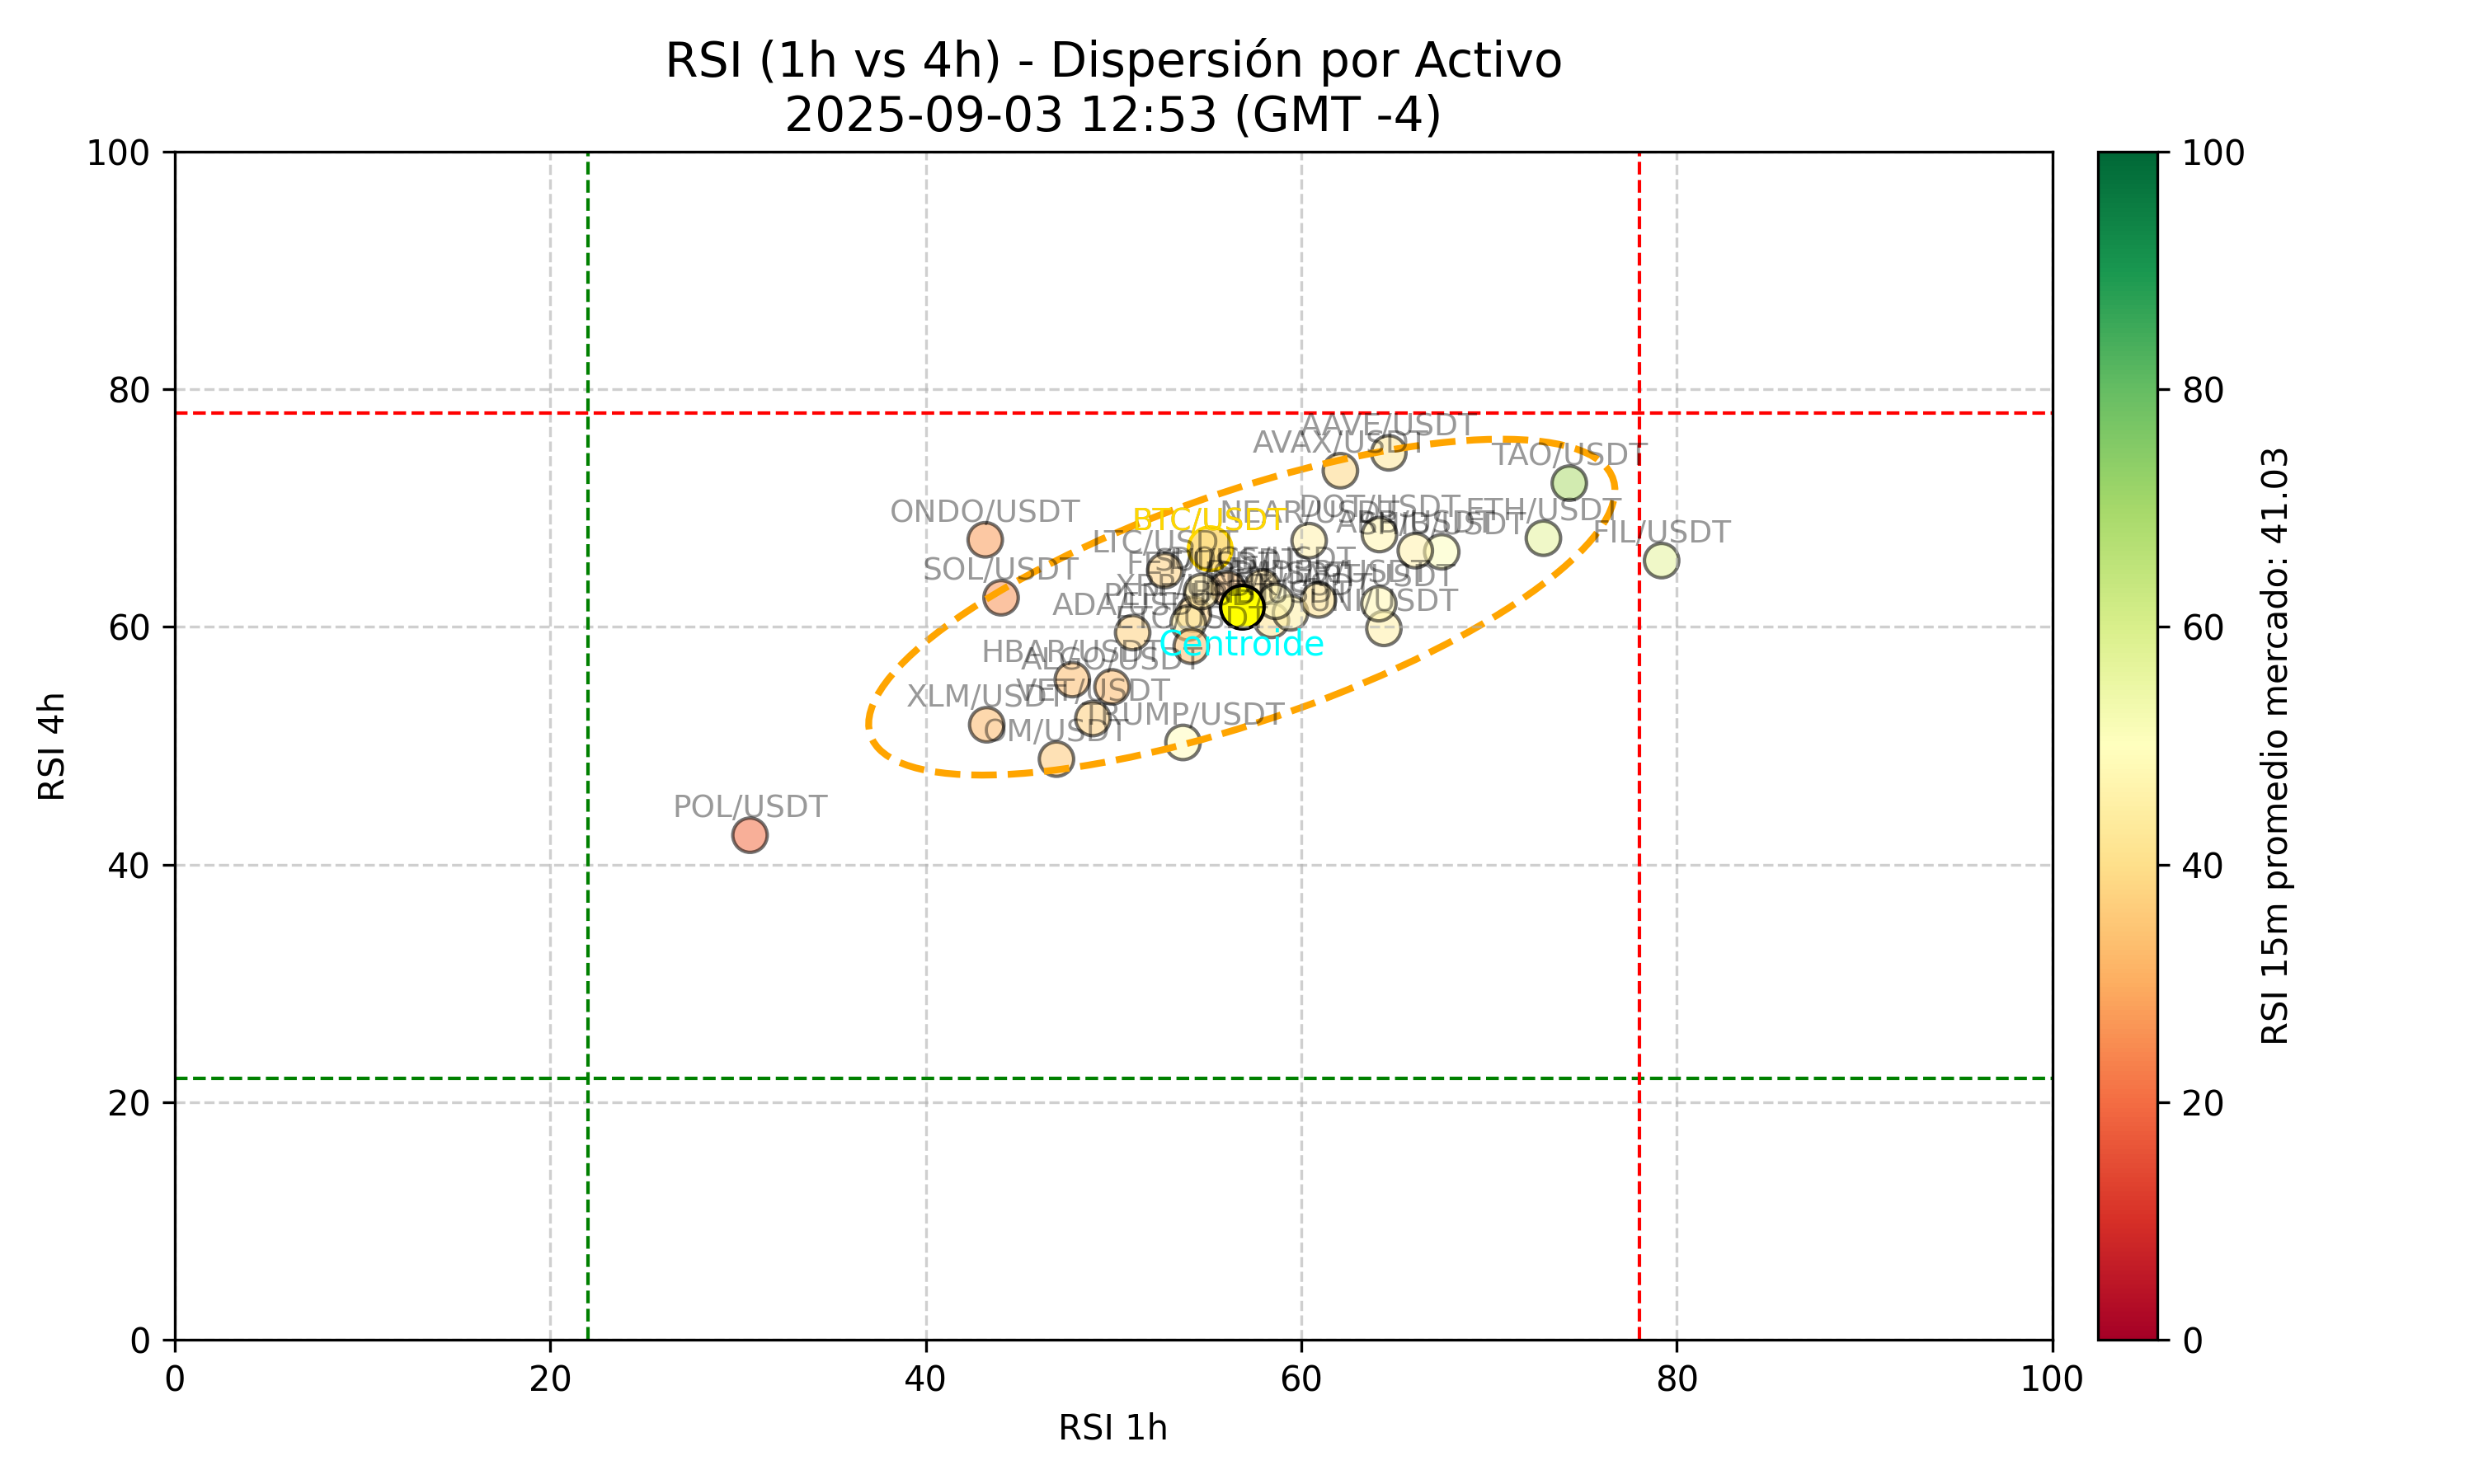 RSI (1h vs 4h) - Dispersión por Activo
2025-09-03 12:53 (GMT -4)
100
80
60
40
20
0
RSI 4h
0
20
40
60
80
100
RSI 1h
AAVE/USDT
AVAX/USDT
TAO/USDT
ONDO/USDT
BTC/USDT
NEAR/USDT
DOT/USDT
ETH/USDT
FIL/USDT
LTC/USDT
SOL/USDT
ADA/USDT
ETC/USDT
UNI/USDT
Centroide
HBAR/USDT
ALGO/USDT
XLM/USDT
VET/USDT
TRUMP/USDT
OM/USDT
POL/USDT
100
80
60
40
20
0
RSI 15m promedio mercado: 41.03